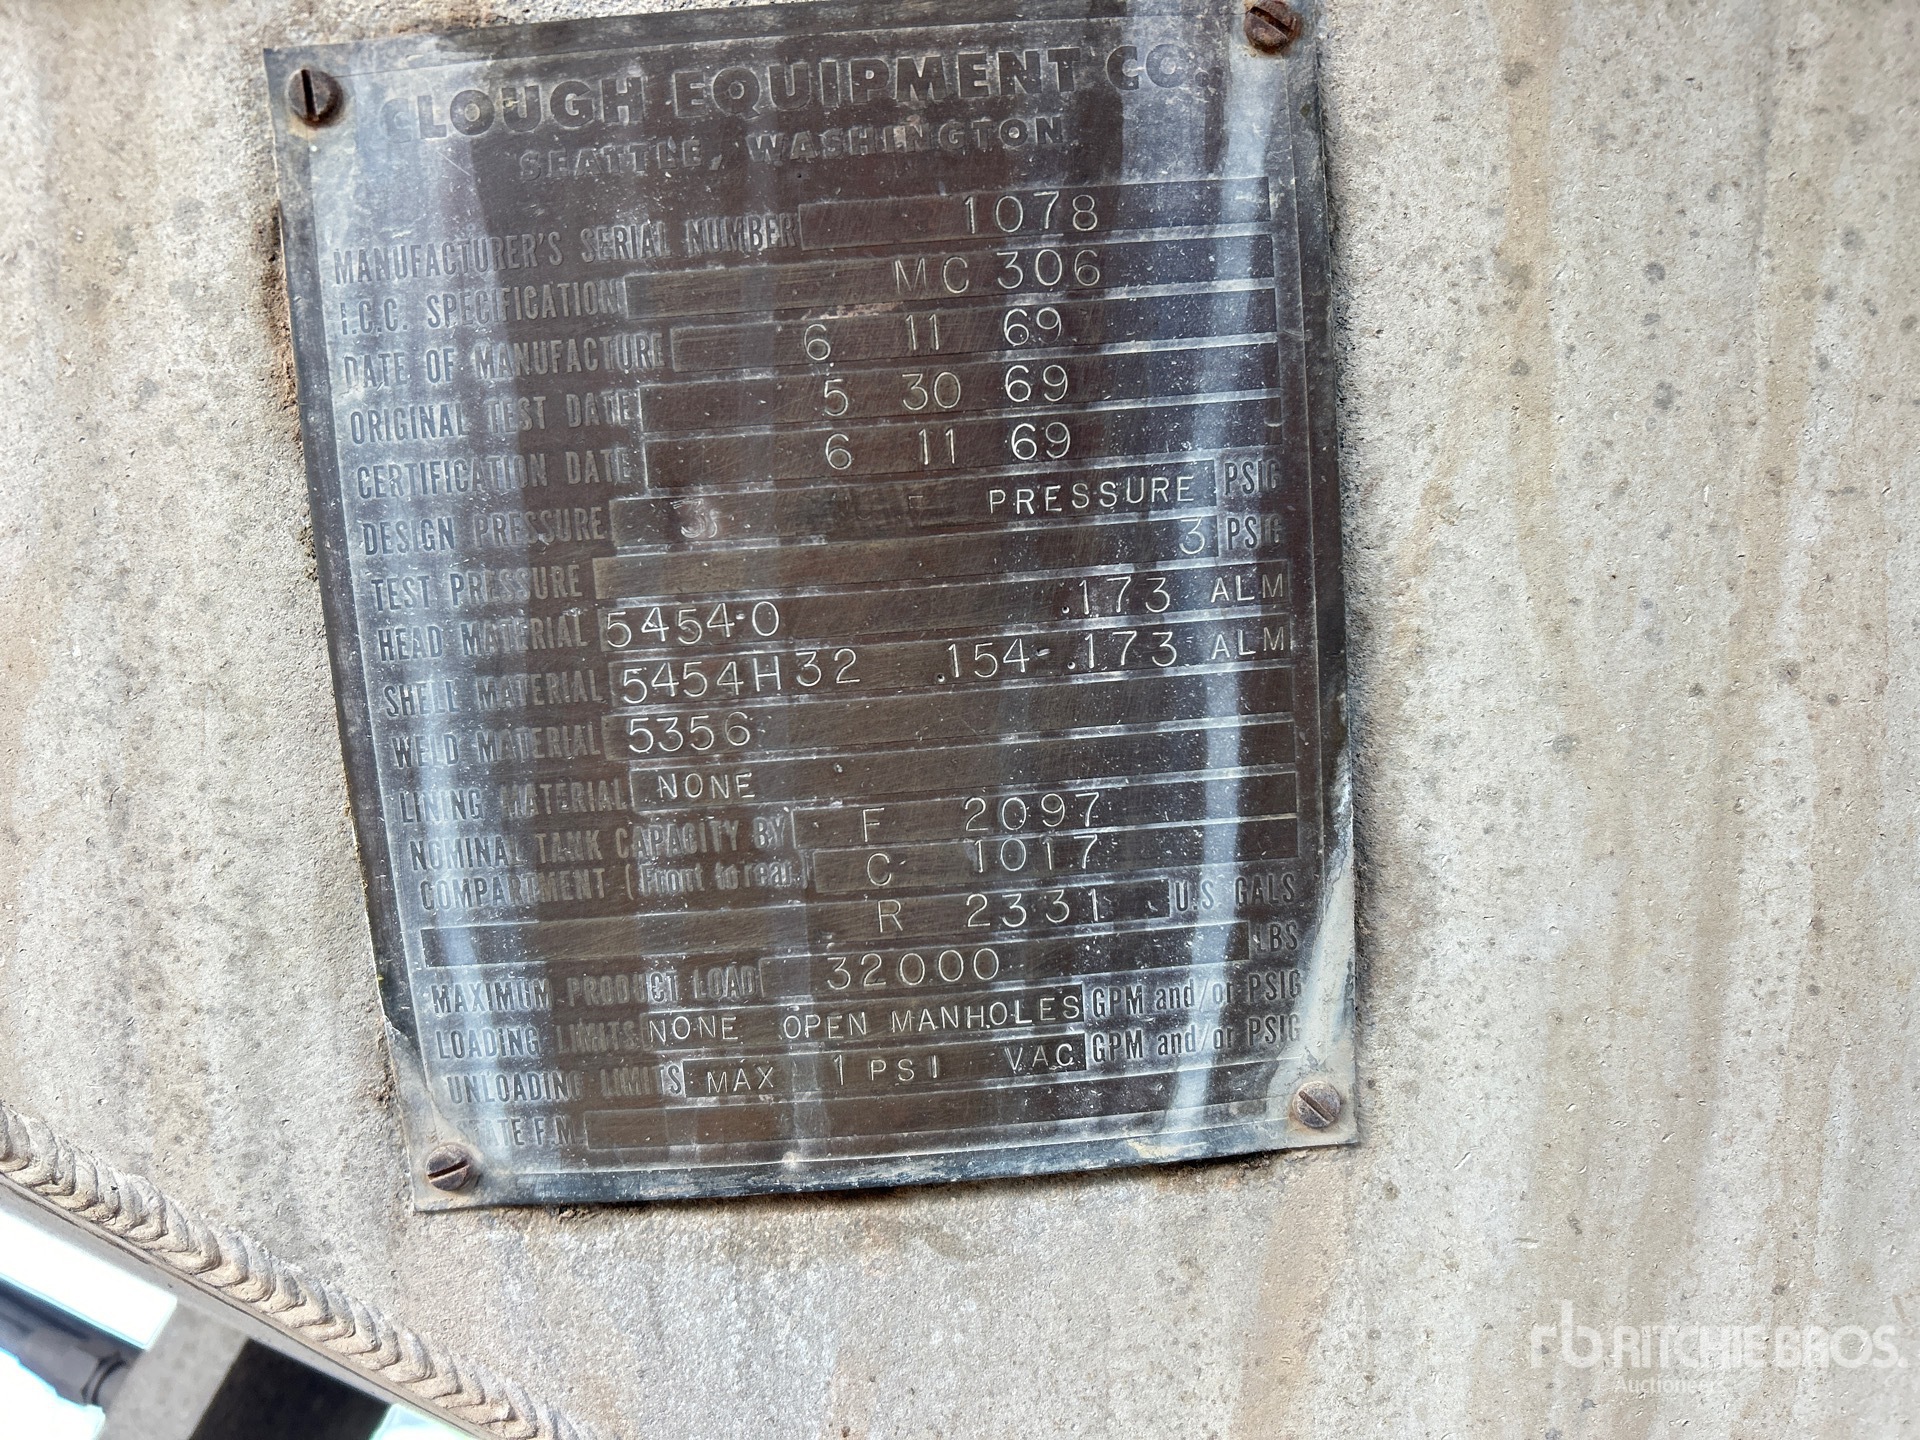 CLOUGH EQUIPMENT CO.
SEATTLE, WASHINGTON
MANUFACTURER'S SERIAL NUMBER 1078
I.C.C. SPECIFICATION MC 306
DATE OF MANUFACTURE 6 11 69
ORIGINAL TEST DATE 5 30 69
CERTIFICATION DATE 6 11 69
DESIGN PRESSURE PRESSURE PSIG
TEST PRESSURE 3 PSIG
HEAD MATERIAL 5454-0 .173 ALM
SHELL MATERIAL 5454H32 .154-.173 ALM
WELD MATERIAL 5356
LINING MATERIAL NONE
NOMINAL TANK CAPACITY BY F 2097
COMPARTMENT (Front to rear) C 1017
R 2331 U.S. GALS
MAXIMUM PRODUCT LOAD 32000 LBS
LOADING LIMITS NONE OPEN MANHOLES GPM and/or PSIG
UNLOADING LIMITS MAX 1 PSI VAC GPM and/or PSIG
F.M.
rb RITCHIE BROS.
Auctioneers